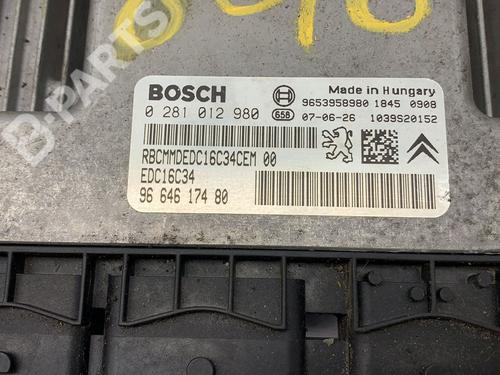 B-PARTS
BOSCH
Made in Hungary
9653958980 1845 0908
0 281 012 980 658 07-06-26 1039S20152
RBCMMDEDC16C34CEM 00
EDC16C34
96 646 174 80